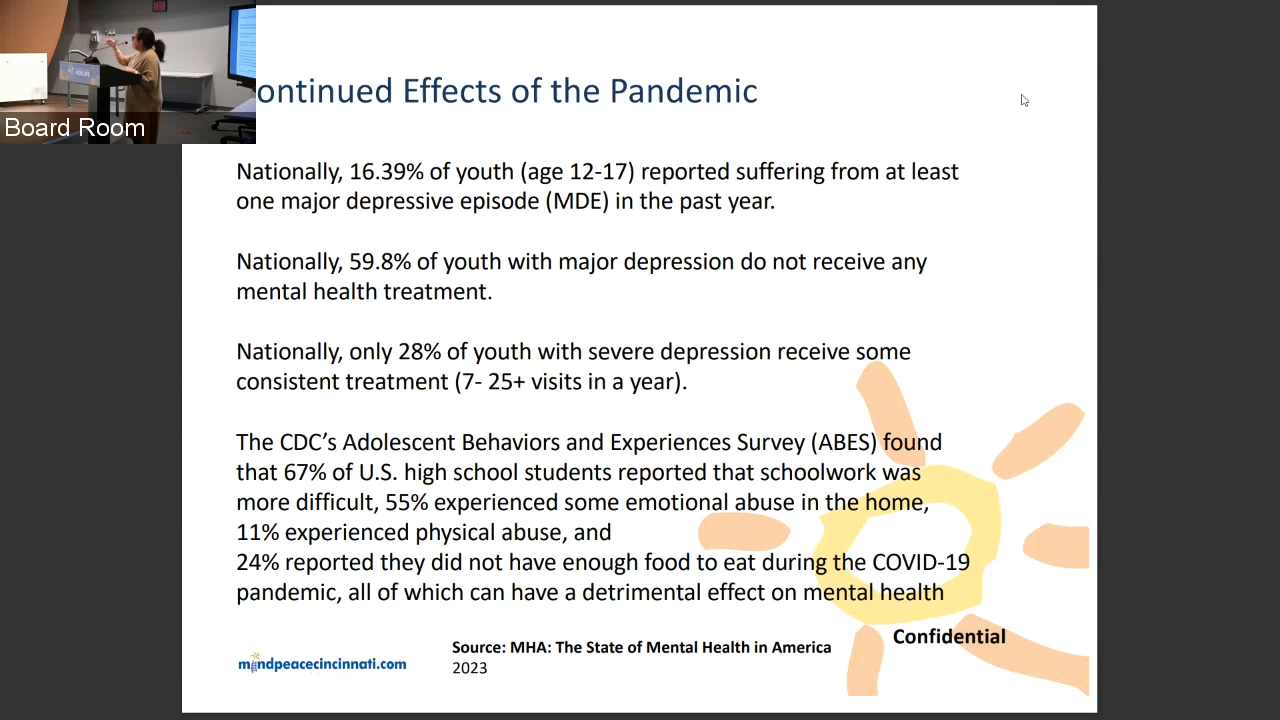 Board Room
ontinued Effects of the Pandemic
Nationally, 16.39% of youth (age 12-17) reported suffering from at least
one major depressive episode (MDE) in the past year.
Nationally, 59.8% of youth with major depression do not receive any
mental health treatment.
Nationally, only 28% of youth with severe depression receive some
consistent treatment (7- 25+ visits in a year).
The CDC’s Adolescent Behaviors and Experiences Survey (ABES) found
that 67% of U.S. high school students reported that schoolwork was
more difficult, 55% experienced some emotional abuse in the home,
11% experienced physical abuse, and
24% reported they did not have enough food to eat during the COVID-19
pandemic, all of which can have a detrimental effect on mental health
Confidential
mindpeacecincinnati.com
Source: MHA: The State of Mental Health in America
2023